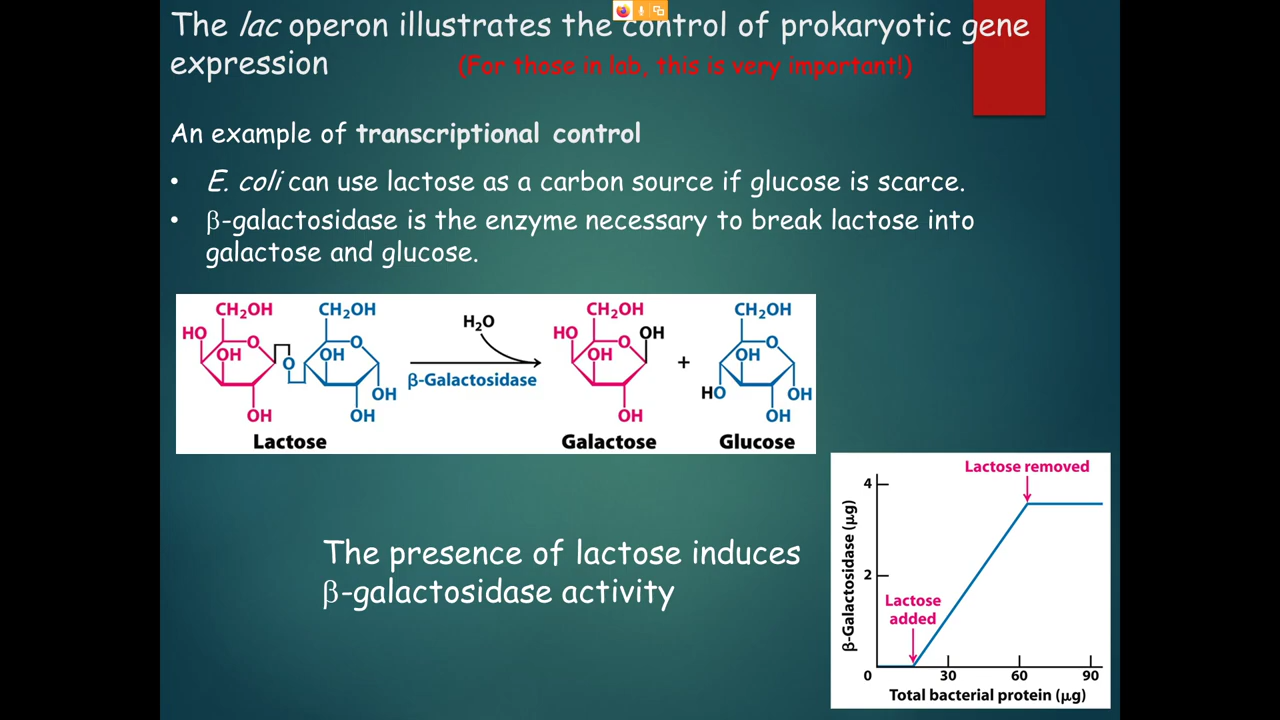 The lac operon illustrates the control of prokaryotic gene
expression (For those in lab, this is very important!)
An example of transcriptional control
• E. coli can use lactose as a carbon source if glucose is scarce.
• β-galactosidase is the enzyme necessary to break lactose into
galactose and glucose.
CH₂OH CH₂OH CH₂OH CH₂OH
HO O O H₂O HO O OH O
OH O OH OH + OH
β-Galactosidase
OH HO OH
OH OH OH OH
Lactose Galactose Glucose
The presence of lactose induces
β-galactosidase activity
Lactose removed
4
2
0
β-Galactosidase (μg)
Lactose
added
30 60 90
Total bacterial protein (μg)